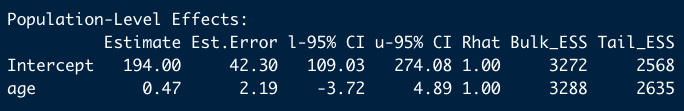 Population-Level Effects:
Estimate Est.Error l-95% CI u-95% CI Rhat Bulk_ESS Tail_ESS
Intercept 194.00 42.30 109.03 274.08 1.00 3272 2568
age 0.47 2.19 -3.72 4.89 1.00 3288 2635